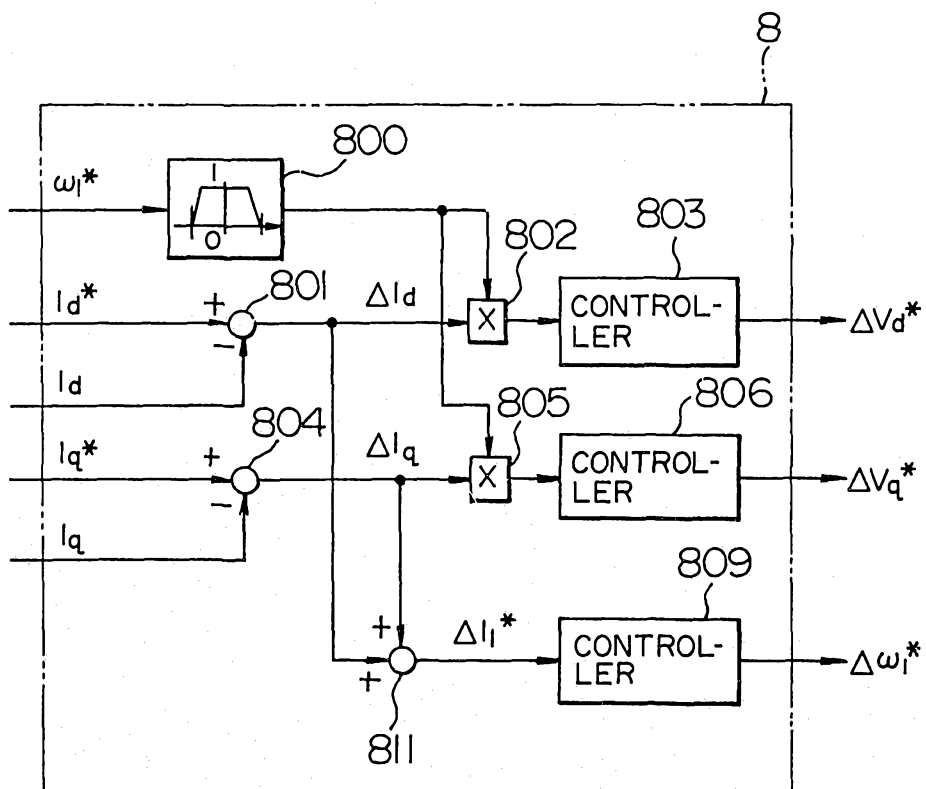 8
800
ω1*
1
0
Id*
+
801
−
ΔId
802
X
803
CONTROL-
LER
ΔVd*
Id
Iq*
+
804
−
ΔIq
805
X
806
CONTROL-
LER
ΔVq*
Iq
809
+
+
ΔI1*
CONTROL-
LER
Δω1*
811